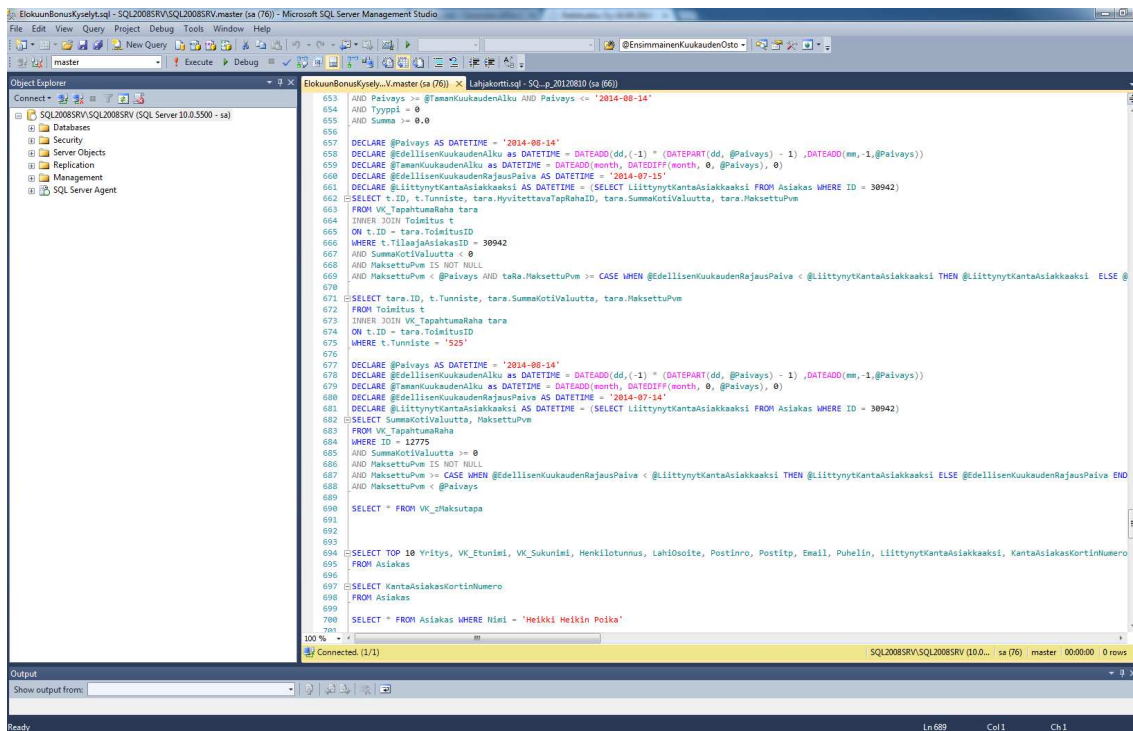 ElokuunBonusKyselyt.sql - SQL2008SRV\SQL2008SRV.master (sa (76)) - Microsoft SQL Server Management Studio
File Edit View Query Project Debug Tools Window Help
New Query @EnsimmainenKuukaudenOsto
master Execute Debug
Object Explorer
Connect
SQL2008SRV\SQL2008SRV (SQL Server 10.0.5500 - sa)
Databases
Security
Server Objects
Replication
Management
SQL Server Agent
ElokuunBonusKysely...V.master (sa (76)) Lahjakortti.sql - SQ...p_20120810 (sa (66))
653 AND Paivays >= @TamanKuukaudenAlku AND Paivays <= '2014-08-14'
654 AND Tyyppi = 0
655 AND Summa >= 0.0
656
657 DECLARE @Paivays AS DATETIME = '2014-08-14'
658 DECLARE @EdellisenKuukaudenAlku as DATETIME = DATEADD(dd,(-1) * (DATEPART(dd, @Paivays) - 1) ,DATEADD(mm,-1,@Paivays))
659 DECLARE @TamanKuukaudenAlku as DATETIME = DATEADD(month, DATEDIFF(month, 0, @Paivays), 0)
660 DECLARE @EdellisenKuukaudenRajausPaiva AS DATETIME = '2014-07-15'
661 DECLARE @LiittynytKantaAsiakkaaksi AS DATETIME = (SELECT LiittynytKantaAsiakkaaksi FROM Asiakas WHERE ID = 30942)
662 SELECT t.ID, t.Tunniste, tara.HyvitettavaTapRahaID, tara.SummaKotiValuutta, tara.MaksettuPvm
663 FROM VK_TapahtumaRaha tara
664 INNER JOIN Toimitus t
665 ON t.ID = tara.ToimitusID
666 WHERE t.TilaajaAsiakasID = 30942
667 AND SummaKotiValuutta < 0
668 AND MaksettuPvm IS NOT NULL
669 AND MaksettuPvm < @Paivays AND taRa.MaksettuPvm >= CASE WHEN @EdellisenKuukaudenRajausPaiva < @LiittynytKantaAsiakkaaksi THEN @LiittynytKantaAsiakkaaksi ELSE @
670
671 SELECT tara.ID, t.Tunniste, tara.SummaKotiValuutta, tara.MaksettuPvm
672 FROM Toimitus t
673 INNER JOIN VK_TapahtumaRaha tara
674 ON t.ID = tara.ToimitusID
675 WHERE t.Tunniste = '525'
676
677 DECLARE @Paivays AS DATETIME = '2014-08-14'
678 DECLARE @EdellisenKuukaudenAlku as DATETIME = DATEADD(dd,(-1) * (DATEPART(dd, @Paivays) - 1) ,DATEADD(mm,-1,@Paivays))
679 DECLARE @TamanKuukaudenAlku as DATETIME = DATEADD(month, DATEDIFF(month, 0, @Paivays), 0)
680 DECLARE @EdellisenKuukaudenRajausPaiva AS DATETIME = '2014-07-14'
681 DECLARE @LiittynytKantaAsiakkaaksi AS DATETIME = (SELECT LiittynytKantaAsiakkaaksi FROM Asiakas WHERE ID = 30942)
682 SELECT SummaKotiValuutta, MaksettuPvm
683 FROM VK_TapahtumaRaha
684 WHERE ID = 12775
685 AND SummaKotiValuutta >= 0
686 AND MaksettuPvm IS NOT NULL
687 AND MaksettuPvm >= CASE WHEN @EdellisenKuukaudenRajausPaiva < @LiittynytKantaAsiakkaaksi THEN @LiittynytKantaAsiakkaaksi ELSE @EdellisenKuukaudenRajausPaiva END
688 AND MaksettuPvm < @Paivays
689
690 SELECT * FROM VK_zMaksutapa
691
692
693
694 SELECT TOP 10 Yritys, VK_Etunimi, VK_Sukunimi, Henkilotunnus, LahiOsoite, Postinro, Postitp, Email, Puhelin, LiittynytKantaAsiakkaaksi, KantaAsiakasKortinNumero
695 FROM Asiakas
696
697 SELECT KantaAsiakasKortinNumero
698 FROM Asiakas
699
700 SELECT * FROM Asiakas WHERE Nimi = 'Heikki Heikin Poika'
701
100 %
Connected. (1/1) SQL2008SRV\SQL2008SRV (10.0... sa (76) master 00:00:00 0 rows
Output
Show output from:
Ready Ln 689 Col 1 Ch 1